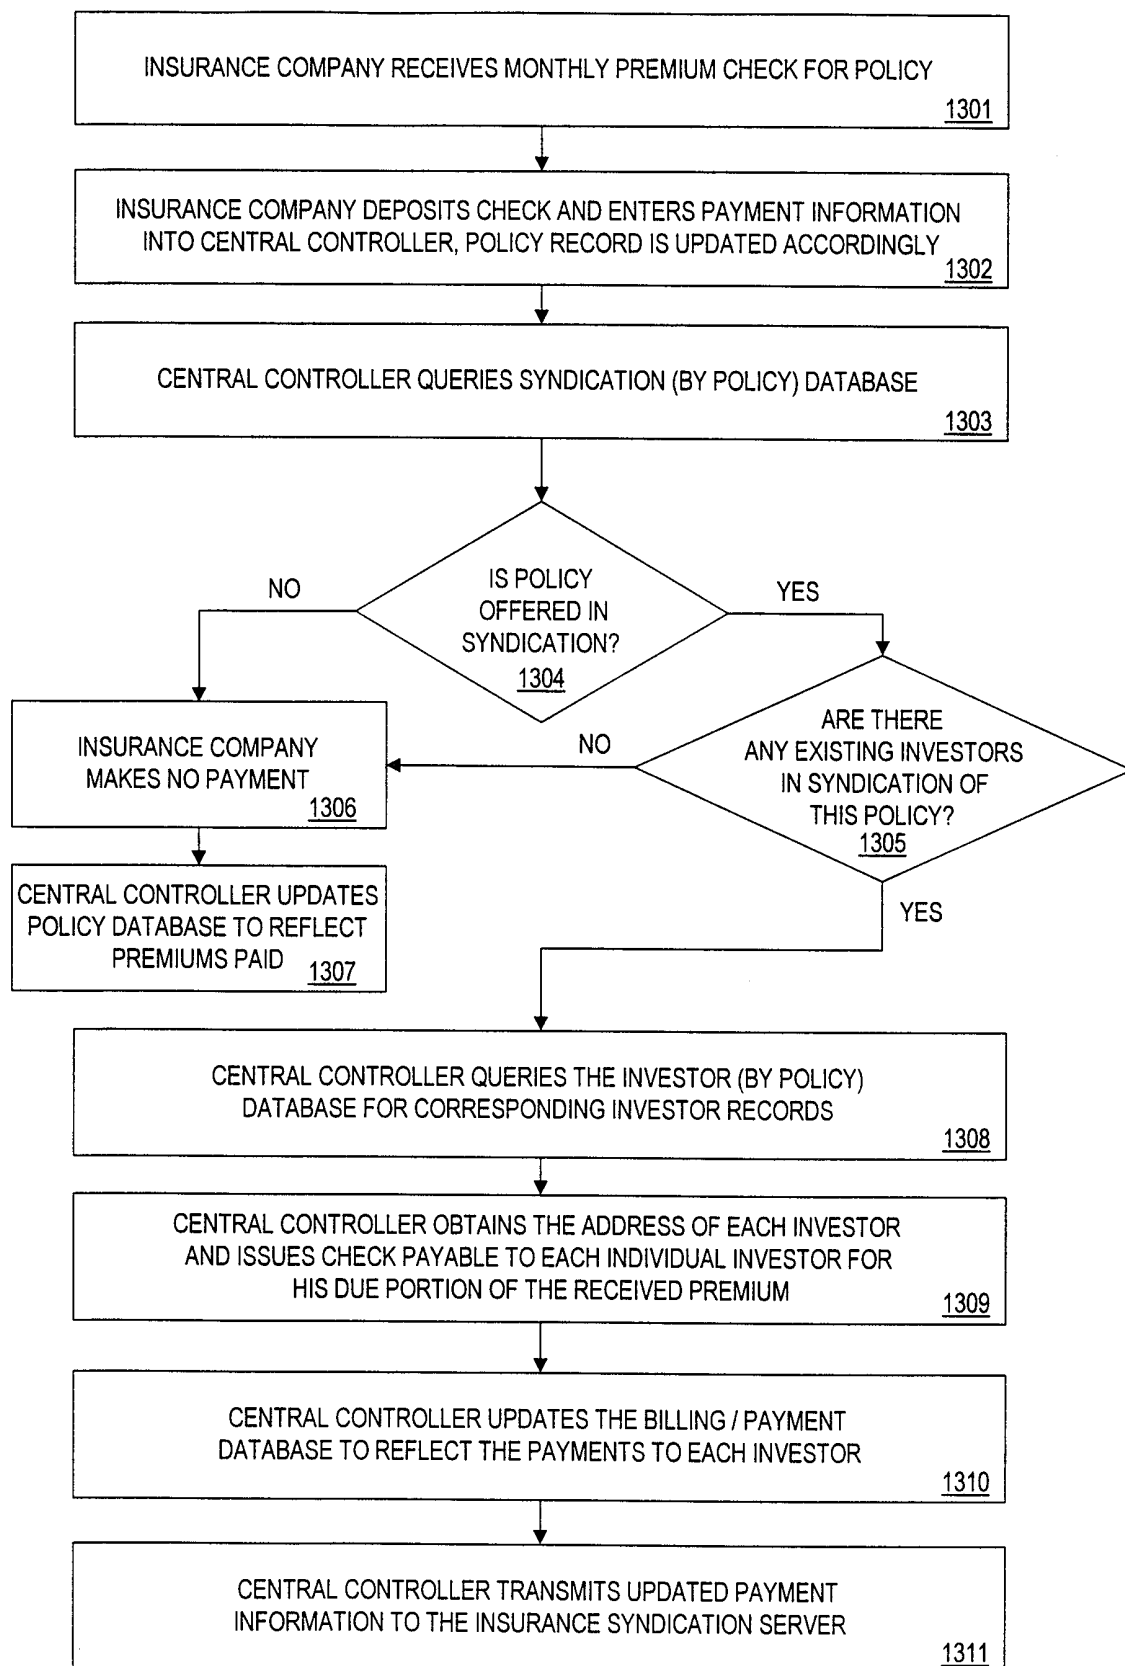 INSURANCE COMPANY RECEIVES MONTHLY PREMIUM CHECK FOR POLICY
1301
INSURANCE COMPANY DEPOSITS CHECK AND ENTERS PAYMENT INFORMATION
INTO CENTRAL CONTROLLER, POLICY RECORD IS UPDATED ACCORDINGLY
1302
CENTRAL CONTROLLER QUERIES SYNDICATION (BY POLICY) DATABASE
1303
IS POLICY
OFFERED IN
SYNDICATION?
1304
NO
YES
ARE THERE
ANY EXISTING INVESTORS
IN SYNDICATION OF
THIS POLICY?
1305
NO
YES
INSURANCE COMPANY
MAKES NO PAYMENT
1306
CENTRAL CONTROLLER UPDATES
POLICY DATABASE TO REFLECT
PREMIUMS PAID
1307
CENTRAL CONTROLLER QUERIES THE INVESTOR (BY POLICY)
DATABASE FOR CORRESPONDING INVESTOR RECORDS
1308
CENTRAL CONTROLLER OBTAINS THE ADDRESS OF EACH INVESTOR
AND ISSUES CHECK PAYABLE TO EACH INDIVIDUAL INVESTOR FOR
HIS DUE PORTION OF THE RECEIVED PREMIUM
1309
CENTRAL CONTROLLER UPDATES THE BILLING / PAYMENT
DATABASE TO REFLECT THE PAYMENTS TO EACH INVESTOR
1310
CENTRAL CONTROLLER TRANSMITS UPDATED PAYMENT
INFORMATION TO THE INSURANCE SYNDICATION SERVER
1311